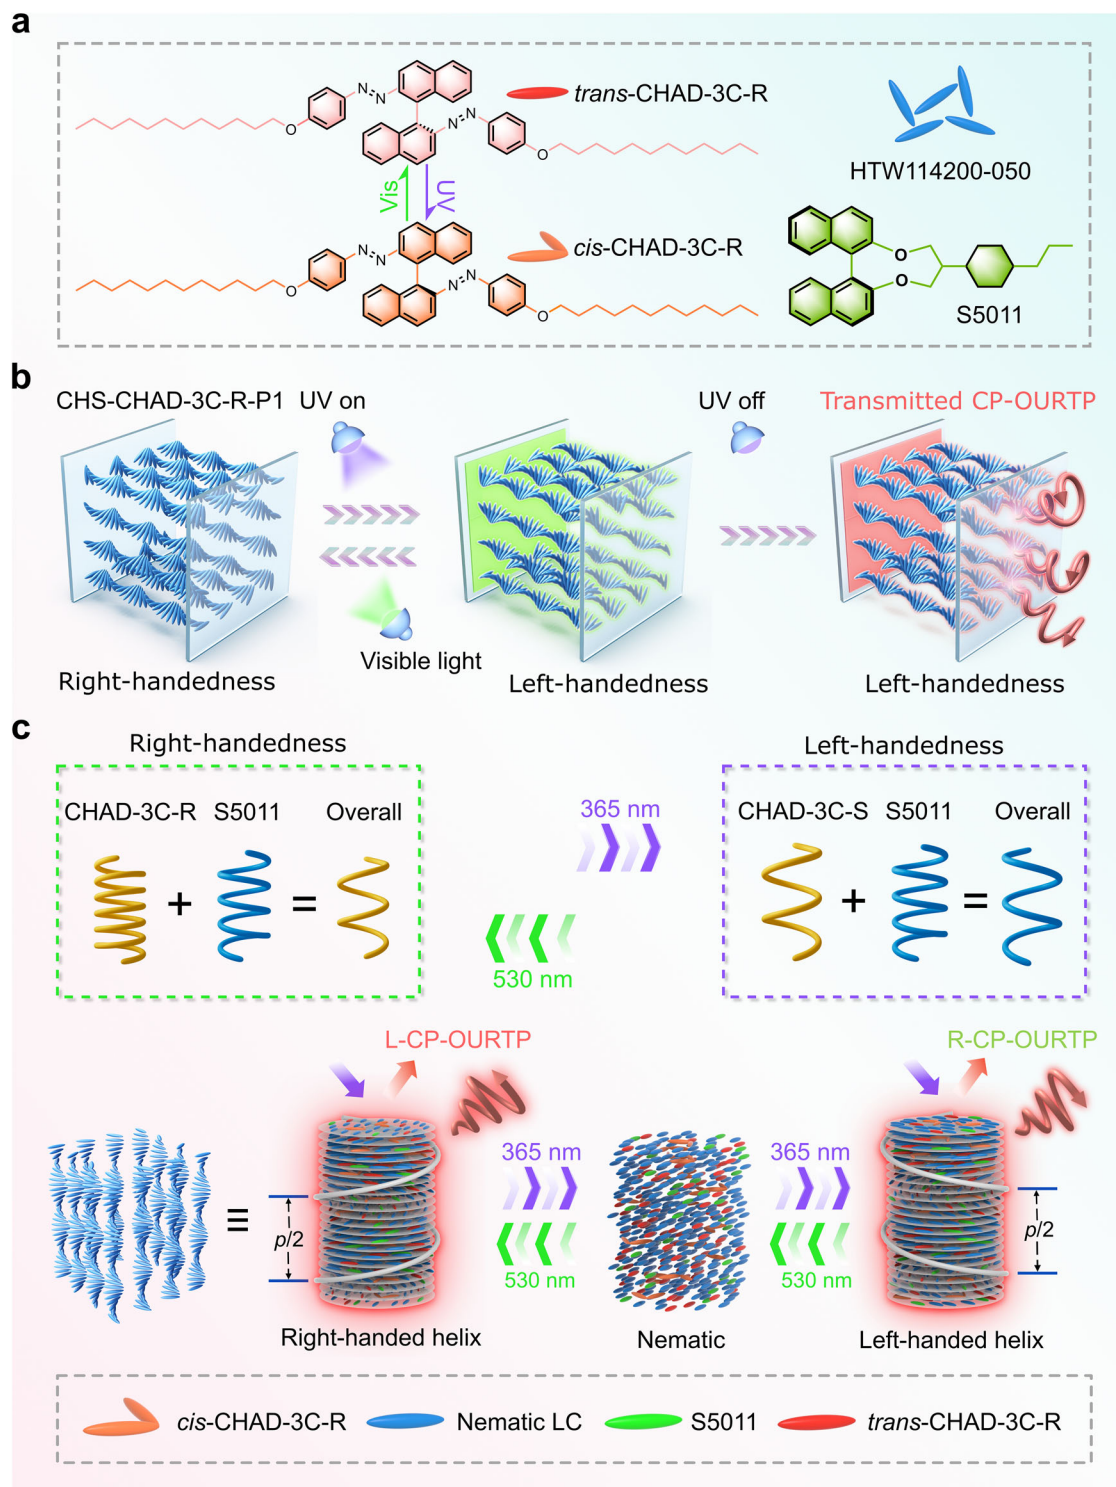 a
N=N
trans-CHAD-3C-R
N=N
O
O
HTW114200-050
Vis
UV
N=N
cis-CHAD-3C-R
N=N
O
O
O
O
S5011
b
CHS-CHAD-3C-R-P1
UV on
UV off
Transmitted CP-OURTP
Visible light
Right-handedness
Left-handedness
Left-handedness
c
Right-handedness
Left-handedness
CHAD-3C-R
S5011
Overall
365 nm
CHAD-3C-S
S5011
Overall
+
=
+
=
530 nm
L-CP-OURTP
R-CP-OURTP
365 nm
365 nm
≡
p/2
p/2
530 nm
530 nm
Right-handed helix
Nematic
Left-handed helix
cis-CHAD-3C-R
Nematic LC
S5011
trans-CHAD-3C-R